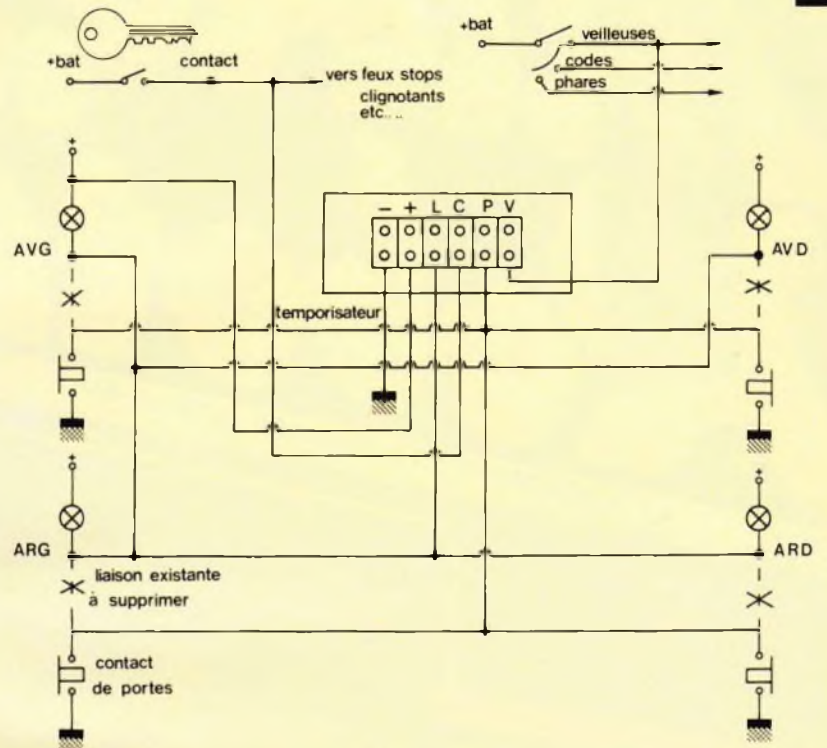 +bat
contact
vers feux stops
clignotants
etc.. ..
+bat
veilleuses
codes
phares
+
+
- + L C P V
AVG
AVD
temporisateur
+
+
ARG
ARD
liaison existante
à supprimer
contact
de portes